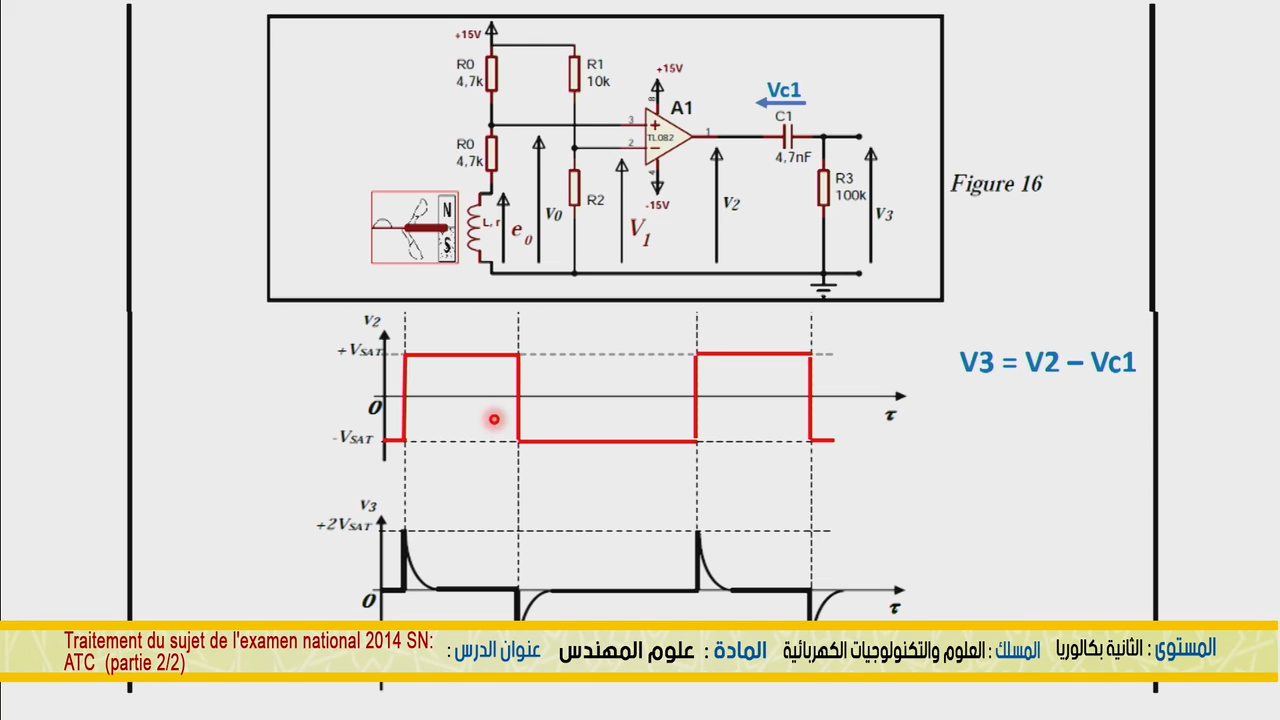 +15V
R0
4,7k
R1
10k
+15V
A1
Vc1
C1
4,7nF
3
+
8
TL082
1
2
−
4
R0
4,7k
-15V
R2
R3
100k
Figure 16
N
S
L, r
e0
V0
V1
V2
V3
V2
+VSAT
0
-VSAT
τ
V3 = V2 – Vc1
V3
+2VSAT
0
τ
المستوى : الثانية بكالوريا
المسلك : العلوم والتكنولوجيات الكهربائية
المادة : علوم المهندس
عنوان الدرس :
Traitement du sujet de l'examen national 2014 SN:
ATC (partie 2/2)